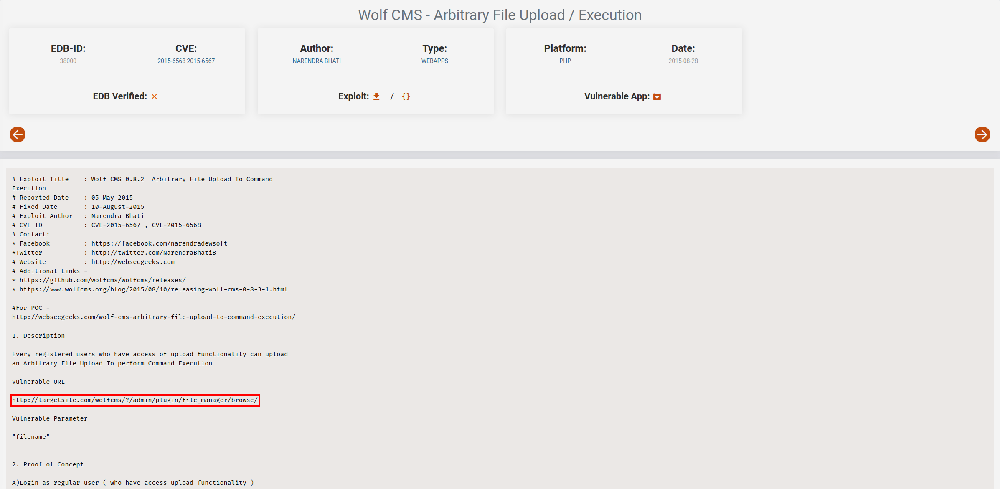 Wolf CMS - Arbitrary File Upload / Execution
EDB-ID:
38000
CVE:
2015-6568 2015-6567
EDB Verified:
Author:
NARENDRA BHATI
Type:
WEBAPPS
Exploit: / {}
Platform:
PHP
Date:
2015-08-28
Vulnerable App:
# Exploit Title    : Wolf CMS 0.8.2  Arbitrary File Upload To Command
Execution
# Reported Date    : 05-May-2015
# Fixed Date       : 10-August-2015
# Exploit Author   : Narendra Bhati
# CVE ID           : CVE-2015-6567 , CVE-2015-6568
# Contact:
* Facebook         : https://facebook.com/narendradewsoft
*Twitter           : http://twitter.com/NarendraBhatiB
# Website          : http://websecgeeks.com
# Additional Links -
* https://github.com/wolfcms/wolfcms/releases/
* https://www.wolfcms.org/blog/2015/08/10/releasing-wolf-cms-0-8-3-1.html
#For POC -
http://websecgeeks.com/wolf-cms-arbitrary-file-upload-to-command-execution/
1. Description
Every registered users who have access of upload functionality can upload
an Arbitrary File Upload To perform Command Execution
Vulnerable URL
http://targetsite.com/wolfcms/?/admin/plugin/file_manager/browse/
Vulnerable Parameter
"filename"
2. Proof of Concept
A)Login as regular user ( who have access upload functionality )